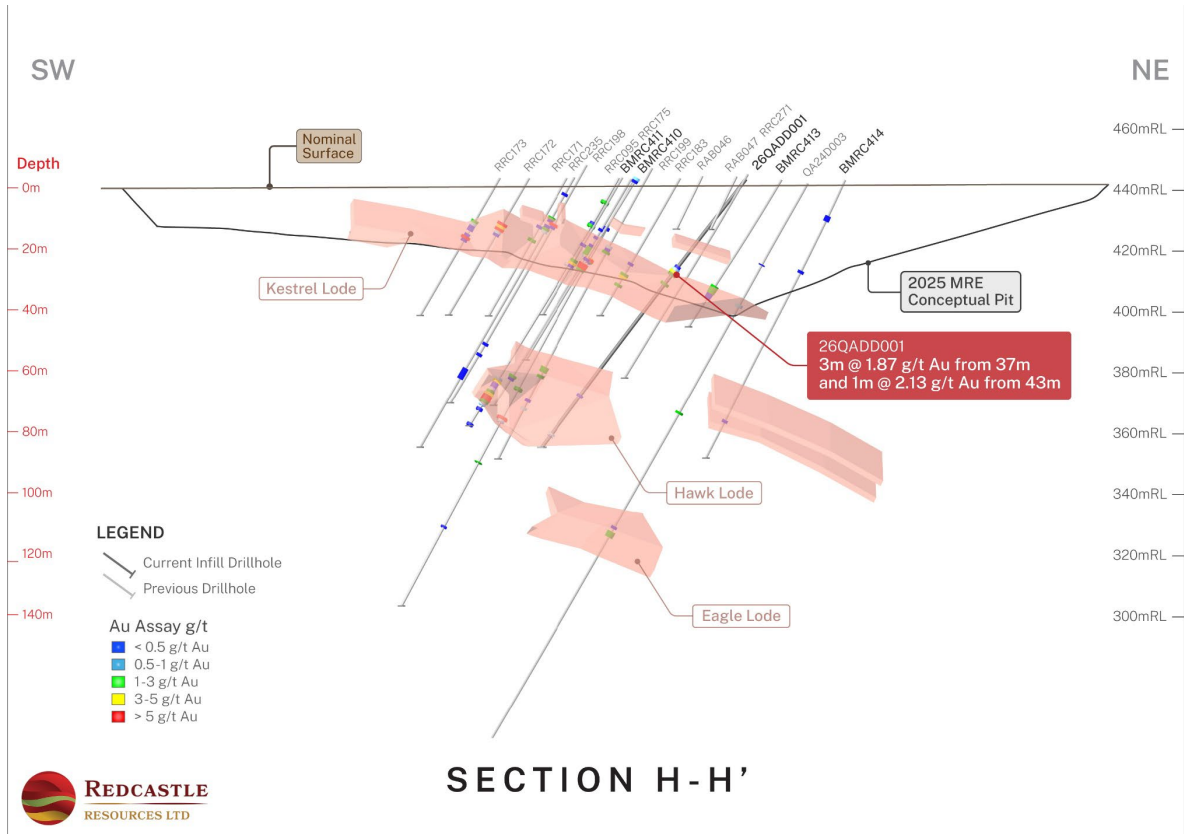 SW
NE
Nominal
Surface
Depth
0m
20m
40m
60m
80m
100m
120m
140m
RRC173
RRC172
RRC171
RRC235
RRC198
RRC095
RRC175
BMRC411
BMRC410
RRC199
RRC183
RAB046
RAB047
RRC271
26QADD001
BMRC413
QA24D003
BMRC414
460mRL
440mRL
420mRL
400mRL
380mRL
360mRL
340mRL
320mRL
300mRL
Kestrel Lode
2025 MRE
Conceptual Pit
26QADD001
3m @ 1.87 g/t Au from 37m
and 1m @ 2.13 g/t Au from 43m
Hawk Lode
Eagle Lode
LEGEND
Current Infill Drillhole
Previous Drillhole
Au Assay g/t
< 0.5 g/t Au
0.5-1 g/t Au
1-3 g/t Au
3-5 g/t Au
> 5 g/t Au
SECTION H-H’
REDCASTLE
RESOURCES LTD